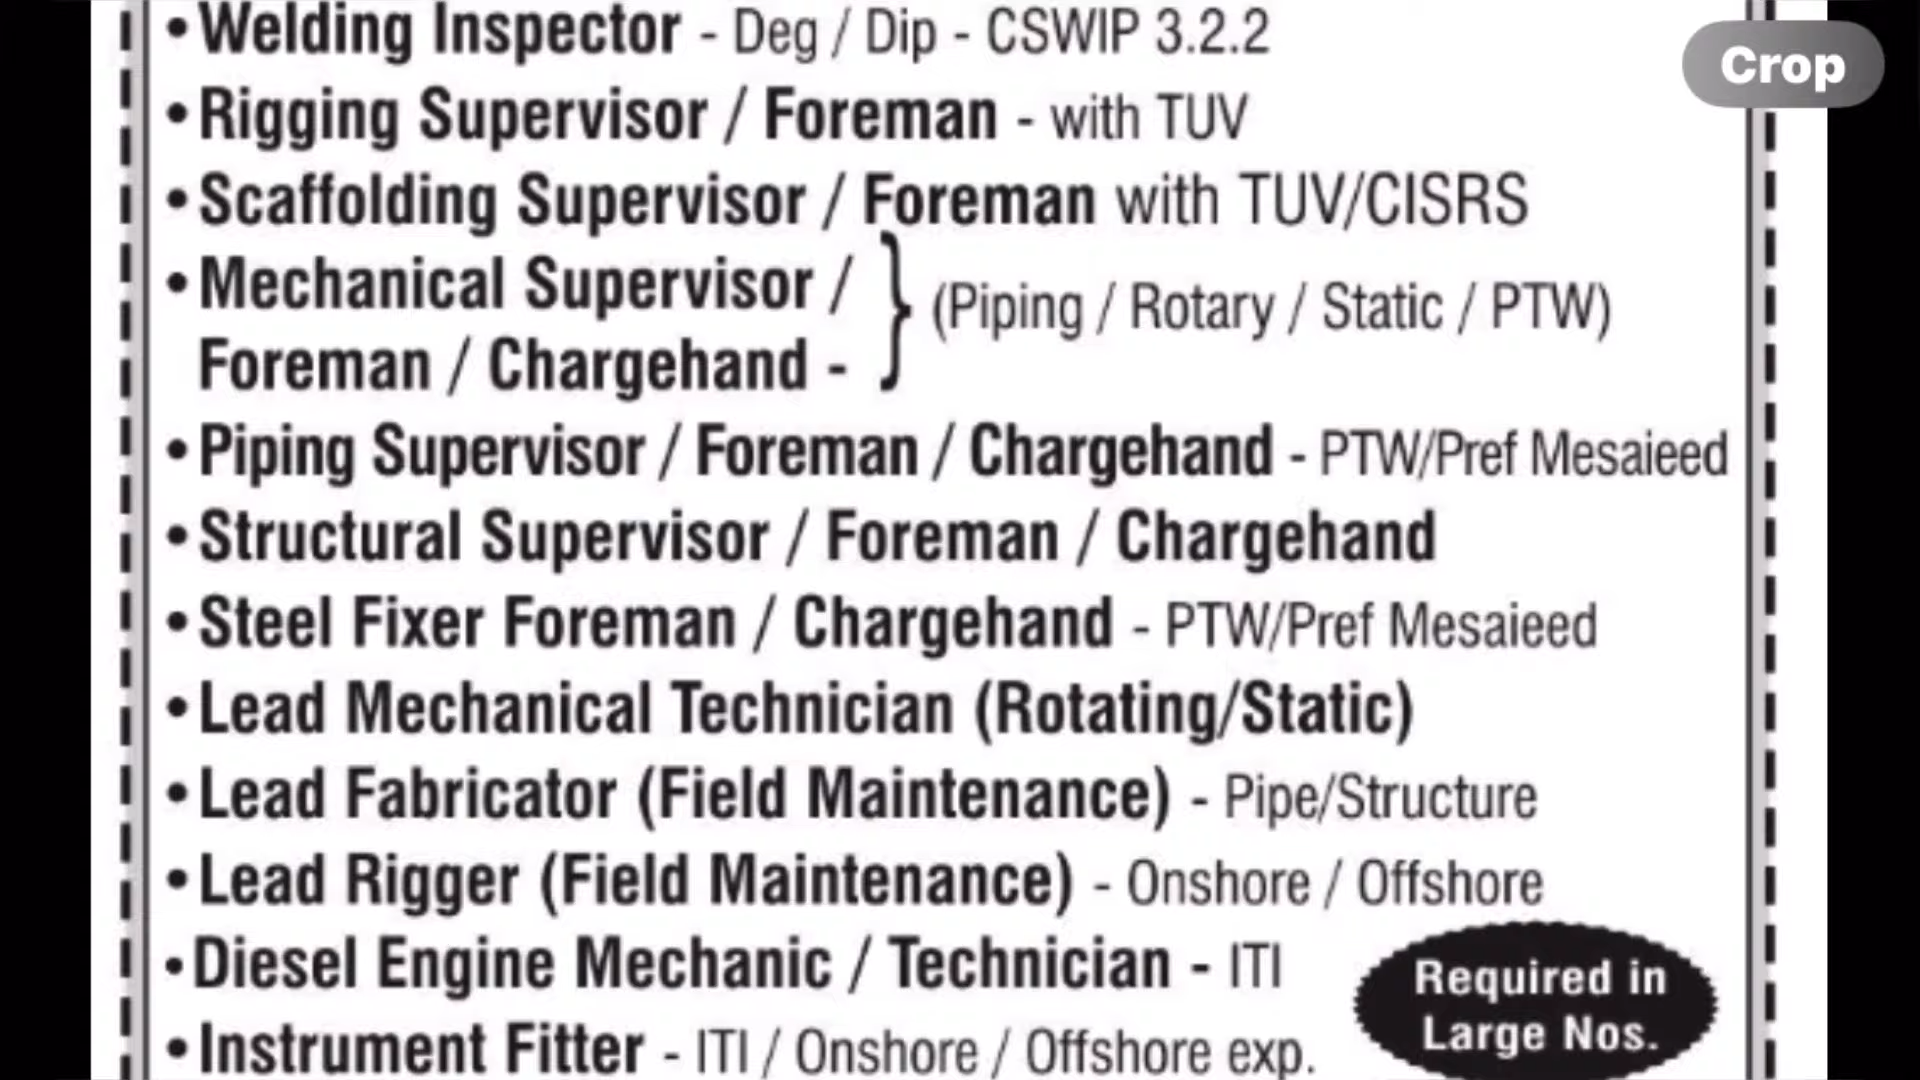 • Welding Inspector - Deg / Dip - CSWIP 3.2.2
Crop
• Rigging Supervisor / Foreman - with TUV
• Scaffolding Supervisor / Foreman with TUV/CISRS
• Mechanical Supervisor /
Foreman / Chargehand - } (Piping / Rotary / Static / PTW)
• Piping Supervisor / Foreman / Chargehand - PTW/Pref Mesaieed
• Structural Supervisor / Foreman / Chargehand
• Steel Fixer Foreman / Chargehand - PTW/Pref Mesaieed
• Lead Mechanical Technician (Rotating/Static)
• Lead Fabricator (Field Maintenance) - Pipe/Structure
• Lead Rigger (Field Maintenance) - Onshore / Offshore
• Diesel Engine Mechanic / Technician - ITI
• Instrument Fitter - ITI / Onshore / Offshore exp.
Required in
Large Nos.